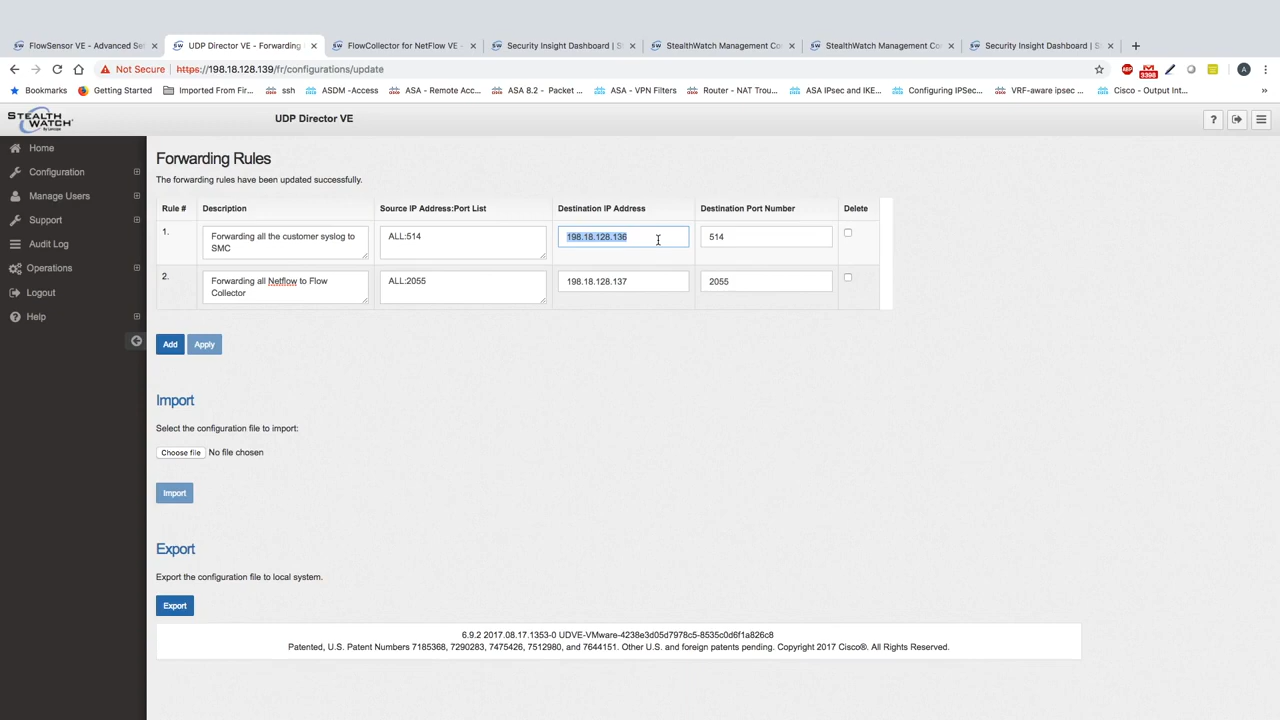 FlowSensor VE - Advanced Se
UDP Director VE - Forwarding
FlowCollector for NetFlow VE -
Security Insight Dashboard | S
StealthWatch Management Co
StealthWatch Management Co
Security Insight Dashboard | S
Not Secure
https://198.18.128.139/fr/configurations/update
ABP
3398
A
Bookmarks
Getting Started
Imported From Fir...
ssh
ASDM -Access
ASA - Remote Acc...
ASA 8.2 - Packet ...
ASA - VPN Filters
Router - NAT Trou...
ASA IPsec and IKE...
Configuring IPSec...
VRF-aware ipsec ...
Cisco - Output Int...
»
STEALTHWATCH
By Lancope
UDP Director VE
?
Home
Configuration
Manage Users
Support
Audit Log
Operations
Logout
Help
Forwarding Rules
The forwarding rules have been updated successfully.
Rule # Description Source IP Address:Port List Destination IP Address Destination Port Number Delete
1. Forwarding all the customer syslog to SMC ALL:514 198.18.128.136 514
2. Forwarding all Netflow to Flow Collector ALL:2055 198.18.128.137 2055
Add Apply
Import
Select the configuration file to import:
Choose file No file chosen
Import
Export
Export the configuration file to local system.
Export
6.9.2 2017.08.17.1353-0 UDVE-VMware-4238e3d05d7978c5-8535c0d6f1a826c8
Patented, U.S. Patent Numbers 7185368, 7290283, 7475426, 7512980, and 7644151. Other U.S. and foreign patents pending. Copyright 2017 Cisco®. All Rights Reserved.